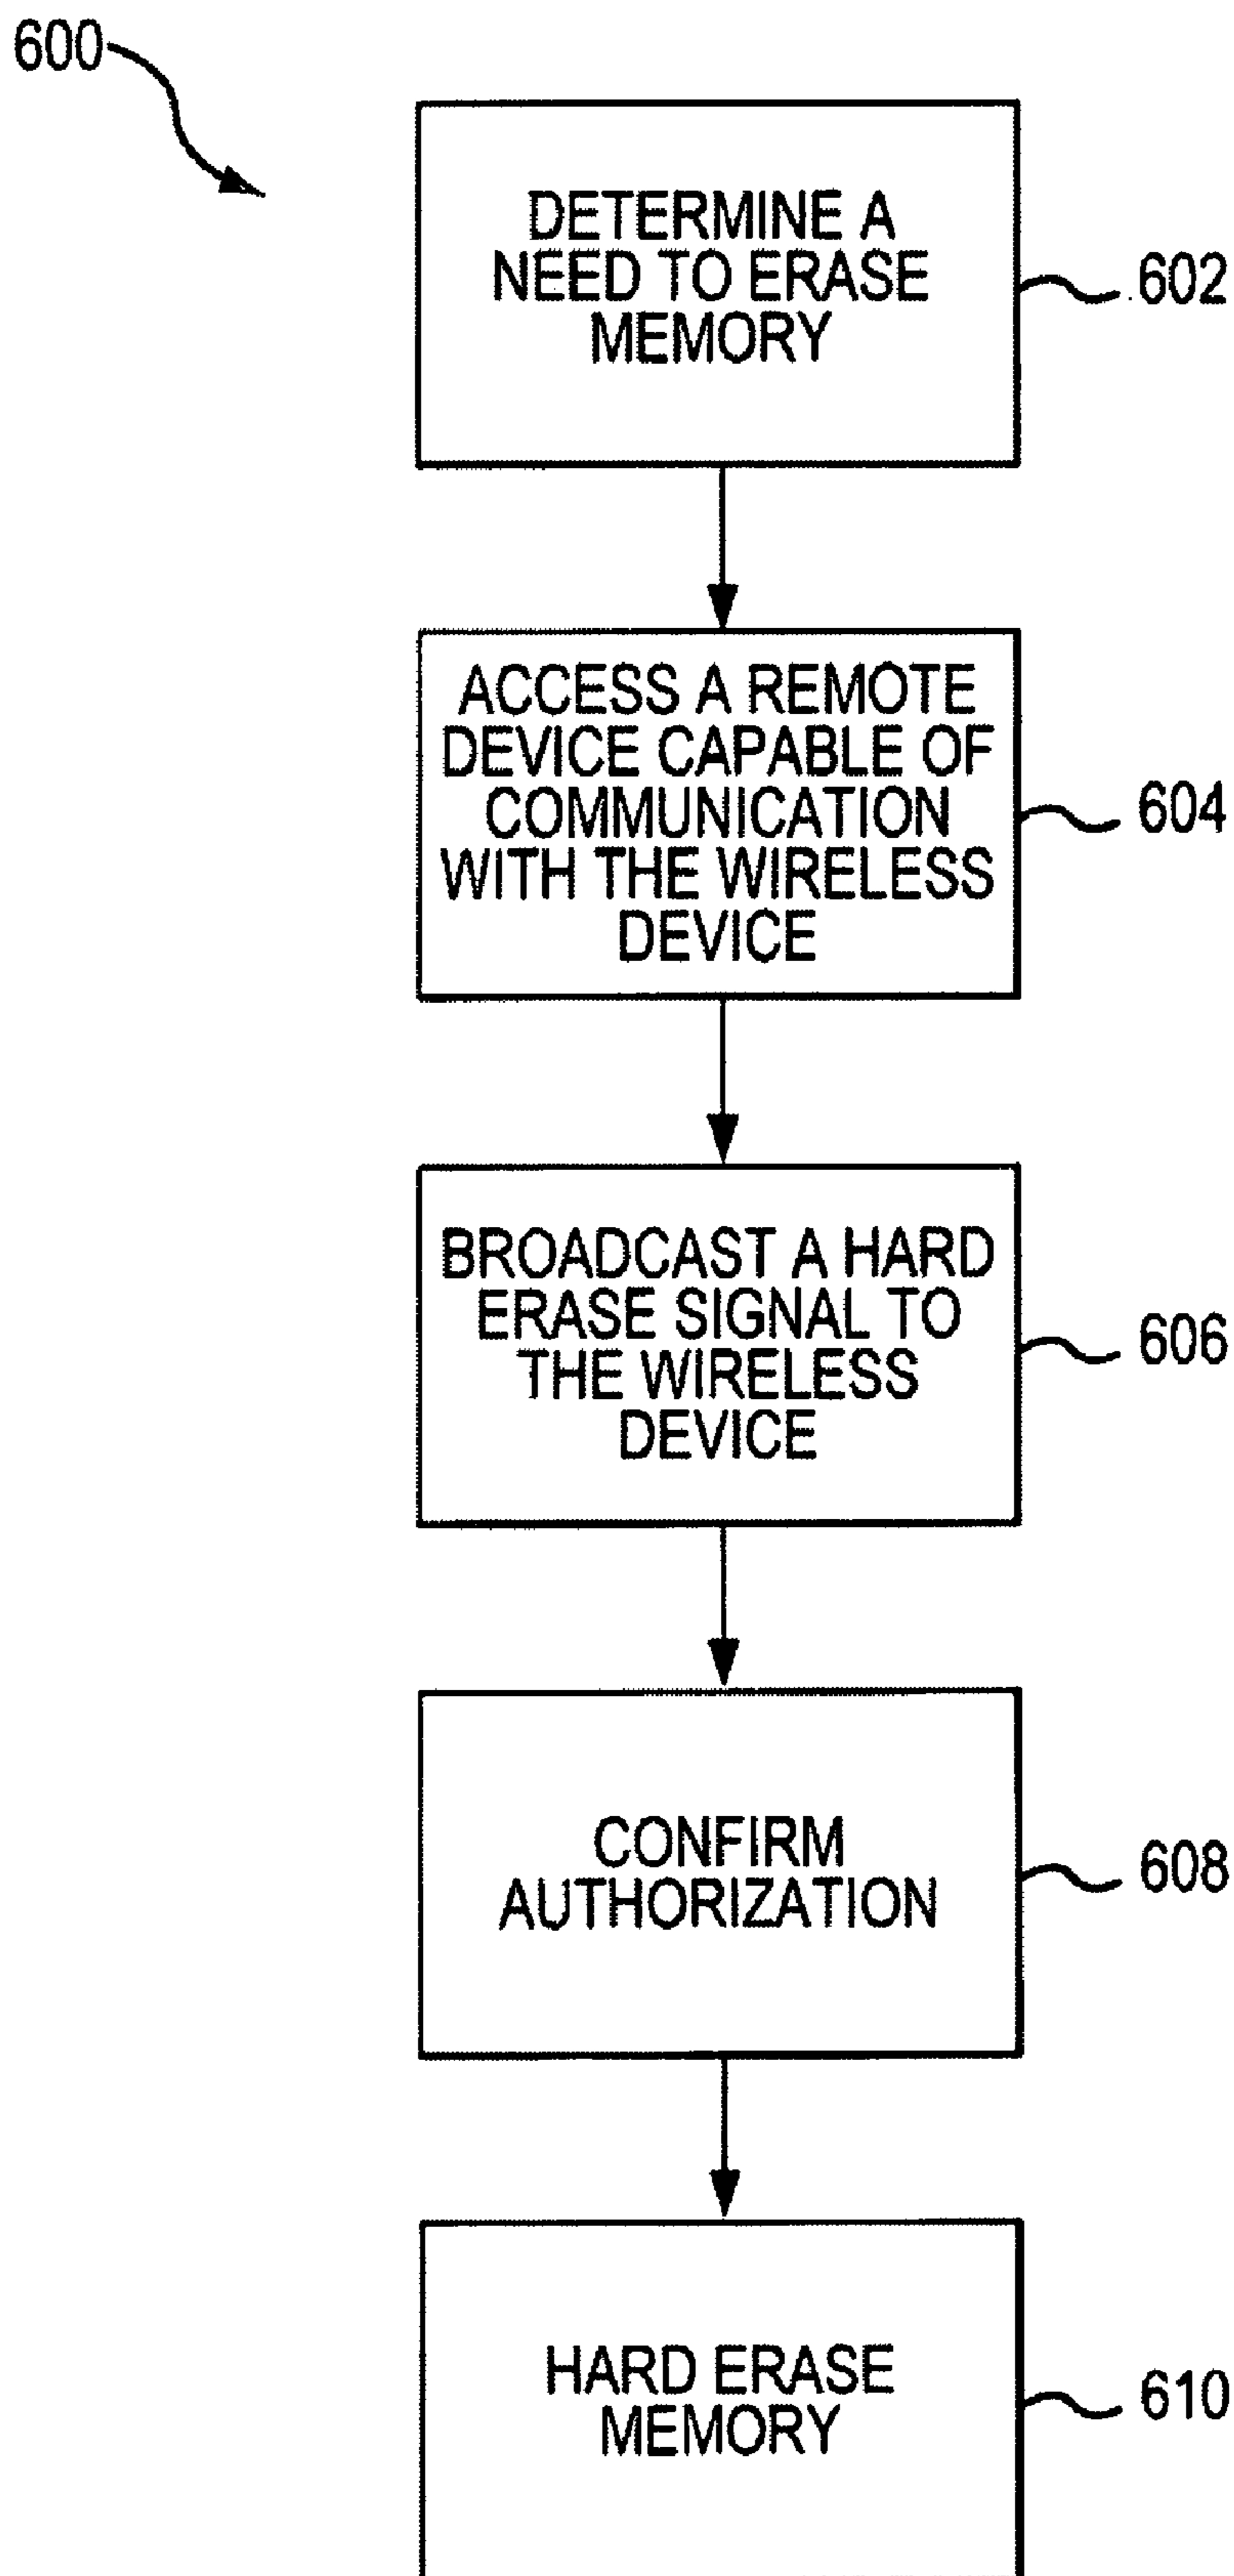 600
DETERMINE A
NEED TO ERASE
MEMORY
602
ACCESS A REMOTE
DEVICE CAPABLE OF
COMMUNICATION
WITH THE WIRELESS
DEVICE
604
BROADCAST A HARD
ERASE SIGNAL TO
THE WIRELESS
DEVICE
606
CONFIRM
AUTHORIZATION
608
HARD ERASE
MEMORY
610